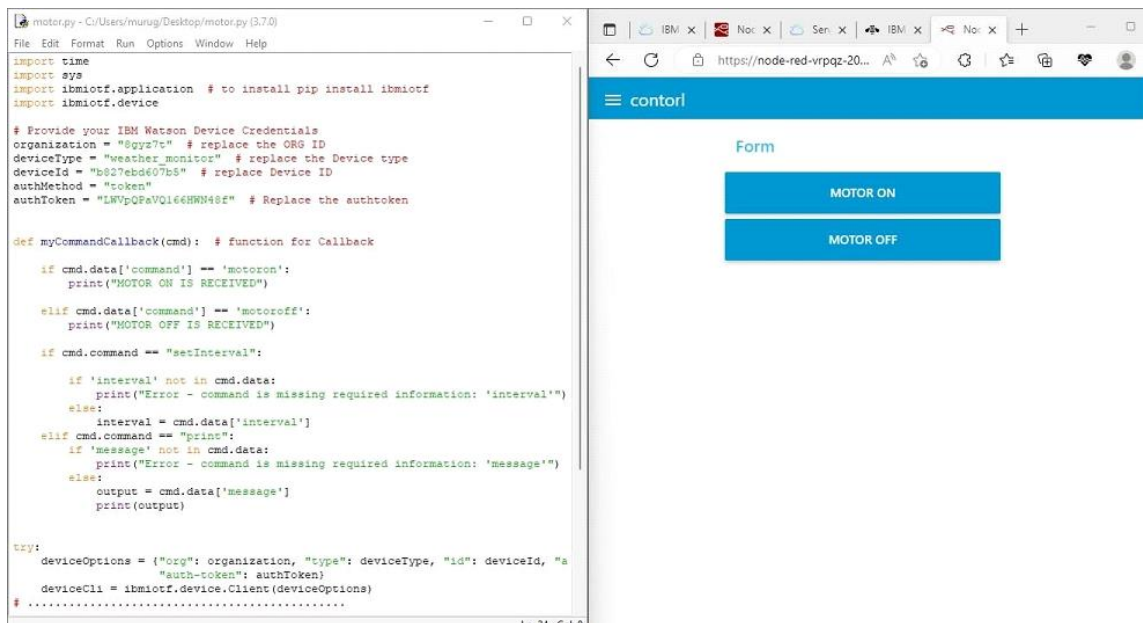 motor.py - C:/Users/murug/Desktop/motor.py (3.7.0)
File Edit Format Run Options Window Help
import time
import sys
import ibmiotf.application # to install pip install ibmiotf
import ibmiotf.device

# Provide your IBM Watson Device Credentials
organization = "8gyz7t" # replace the ORG ID
deviceType = "weather_monitor" # replace the Device type
deviceId = "b827ebd607b5" # replace Device ID
authMethod = "token"
authToken = "LWVpQPaVQ166HWN48f" # Replace the authtoken

def myCommandCallback(cmd): # function for Callback

    if cmd.data['command'] == 'motoron':
        print("MOTOR ON IS RECEIVED")

    elif cmd.data['command'] == 'motoroff':
        print("MOTOR OFF IS RECEIVED")

    if cmd.command == "setInterval":

        if 'interval' not in cmd.data:
            print("Error - command is missing required information: 'interval'")
        else:
            interval = cmd.data['interval']
    elif cmd.command == "print":
        if 'message' not in cmd.data:
            print("Error - command is missing required information: 'message'")
        else:
            output = cmd.data['message']
            print(output)

try:
    deviceOptions = {"org": organization, "type": deviceType, "id": deviceId, "a
                     "auth-token": authToken}
    deviceCli = ibmiotf.device.Client(deviceOptions)
# ..............................................
IBM Noc Sen IBM No:
https://node-red-vrpqz-20...
contorl
Form
MOTOR ON
MOTOR OFF